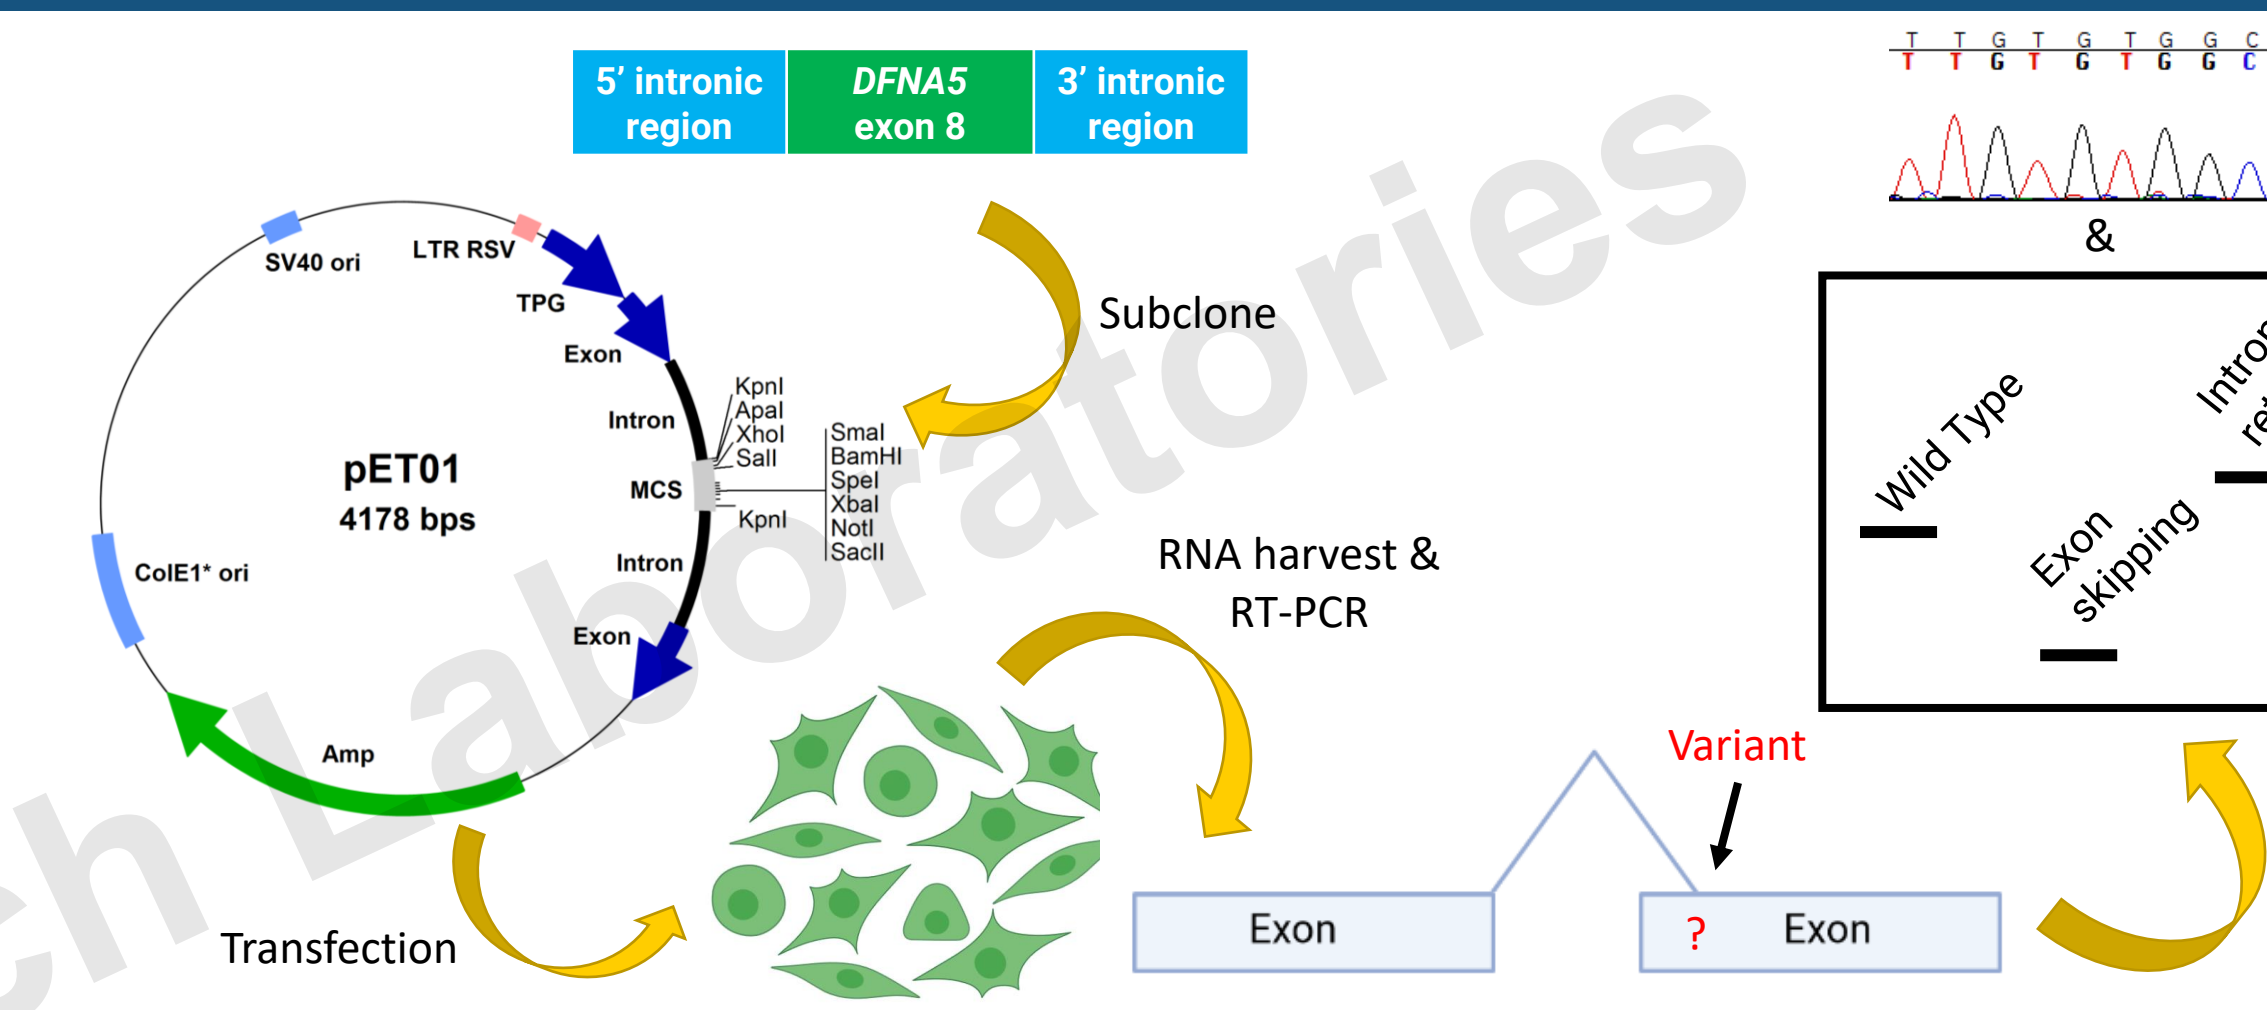 5’ intronic
region
DFNA5
exon 8
3’ intronic
region
T T G T G T G G C
T T G T G T G G C
&
SV40 ori
LTR RSV
TPG
Exon
Intron
MCS
Intron
Exon
Amp
ColE1* ori
pET01
4178 bps
KpnI
ApaI
XhoI
SalI
KpnI
SmaI
BamHI
SpeI
XbaI
NotI
SacII
Subclone
RNA harvest &
RT-PCR
Transfection
Wild Type
Exon
skipping
Variant
Exon
?
Exon
ch Laboratories